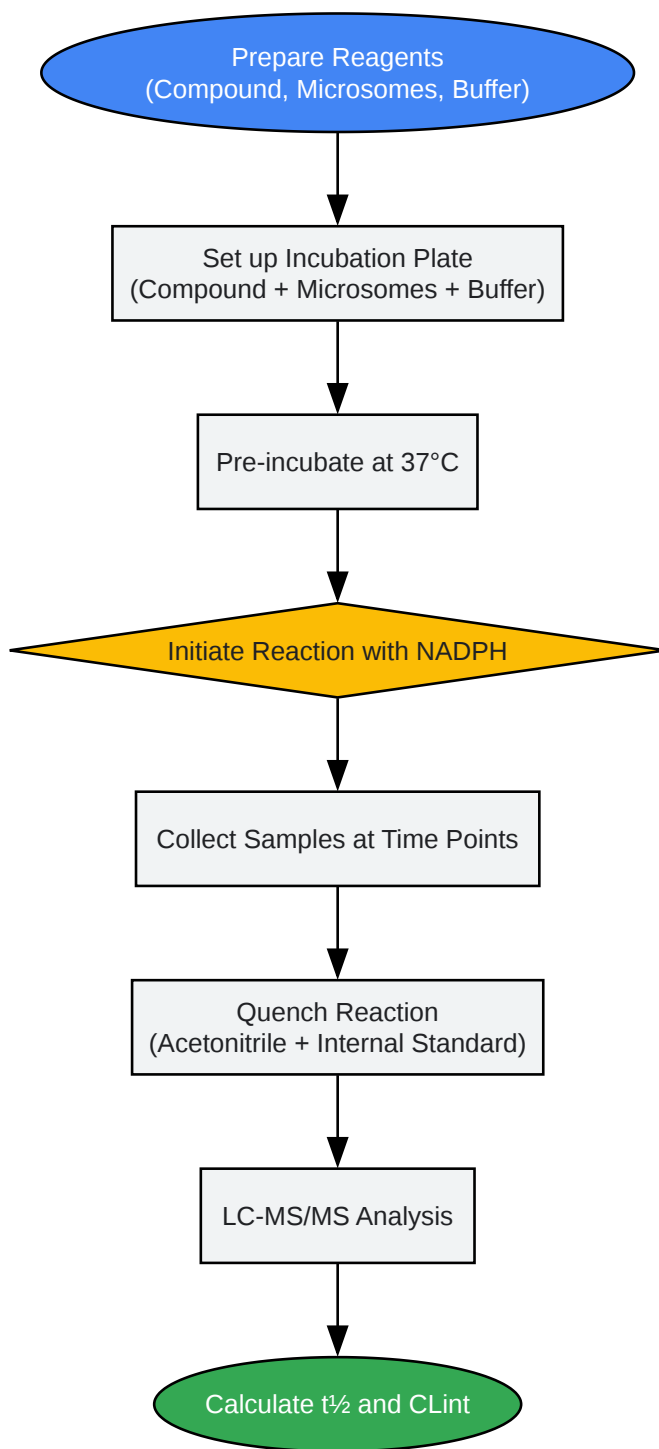 Prepare Reagents
(Compound, Microsomes, Buffer)
Set up Incubation Plate
(Compound + Microsomes + Buffer)
Pre-incubate at 37°C
Initiate Reaction with NADPH
Collect Samples at Time Points
Quench Reaction
(Acetonitrile + Internal Standard)
LC-MS/MS Analysis
Calculate t½ and CLint